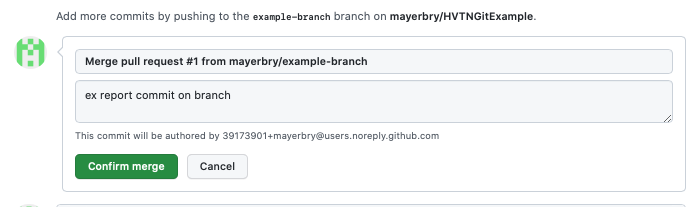 Add more commits by pushing to the example-branch branch on mayerbry/HVTNGitExample.
Merge pull request #1 from mayerbry/example-branch
ex report commit on branch
This commit will be authored by 39173901+mayerbry@users.noreply.github.com
Confirm merge
Cancel